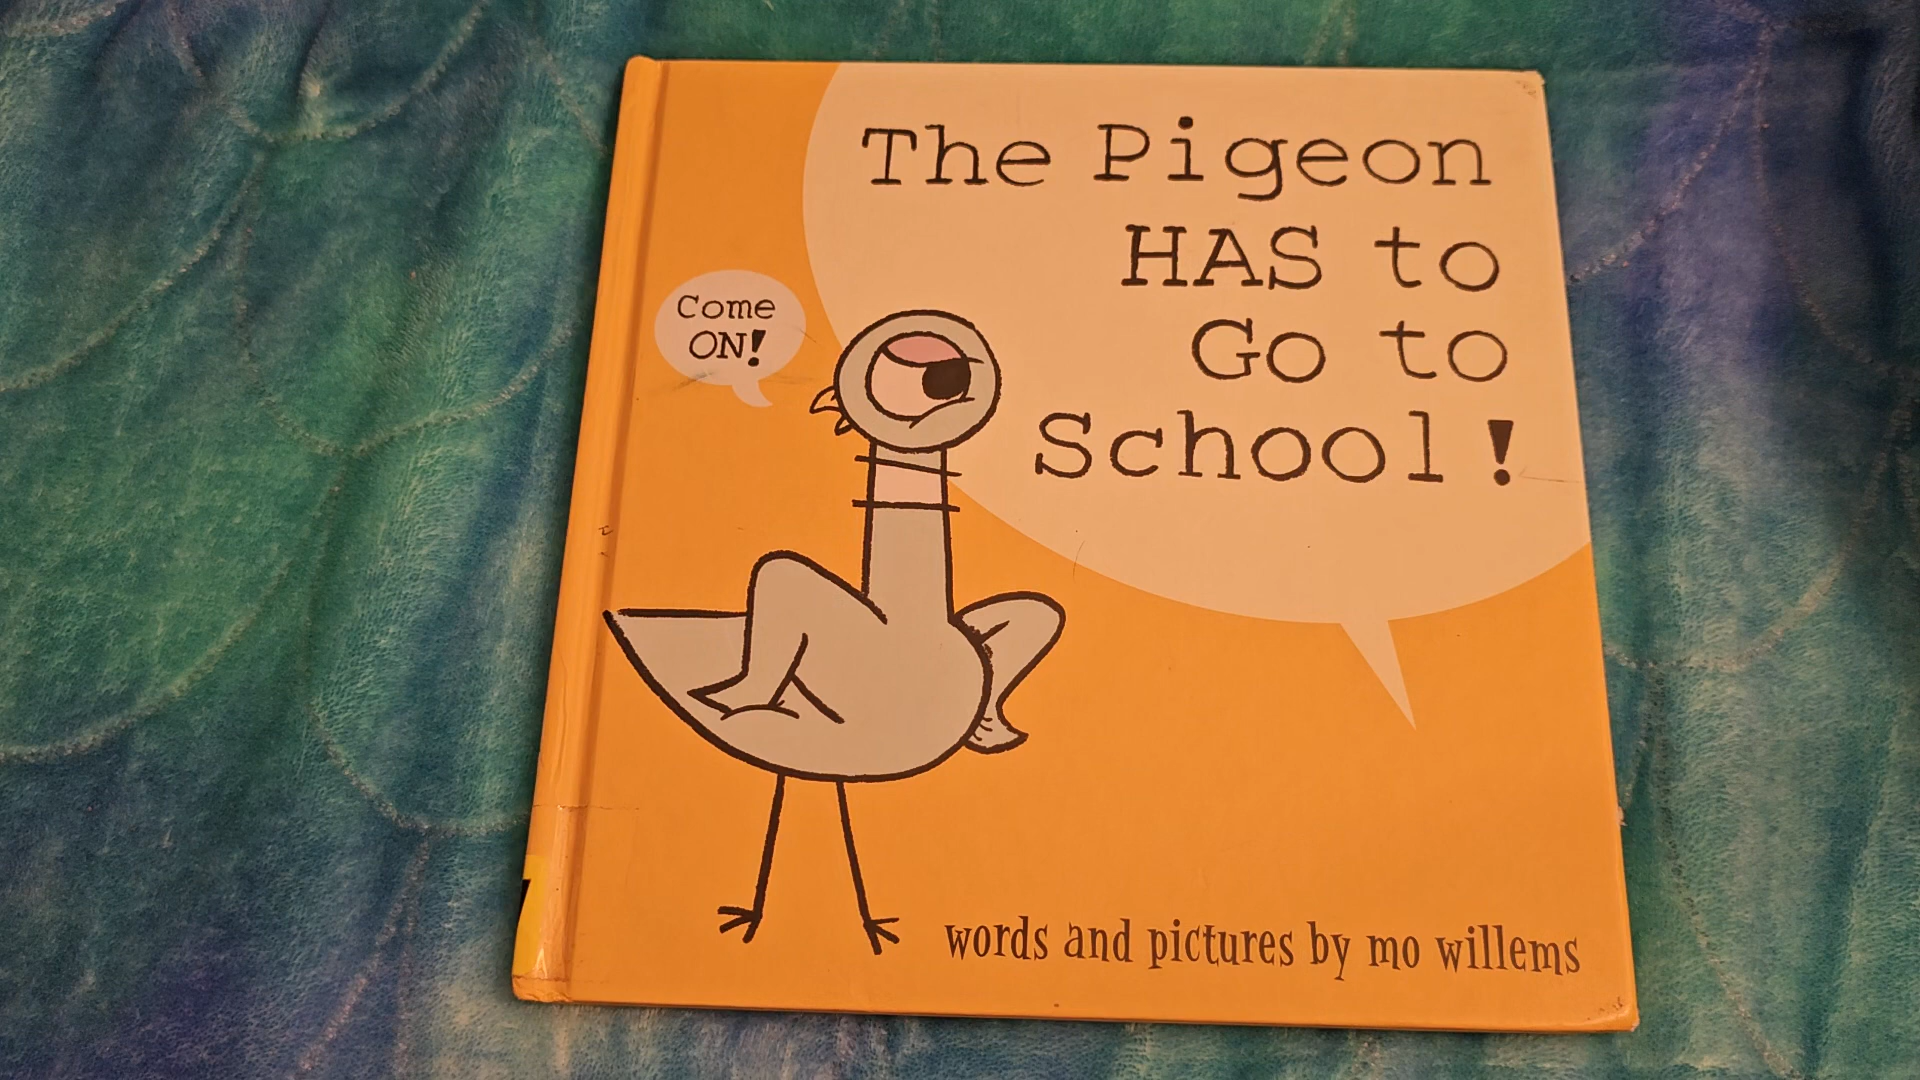 The Pigeon
HAS to
Go to
School!
Come
ON!
words and pictures by mo willems